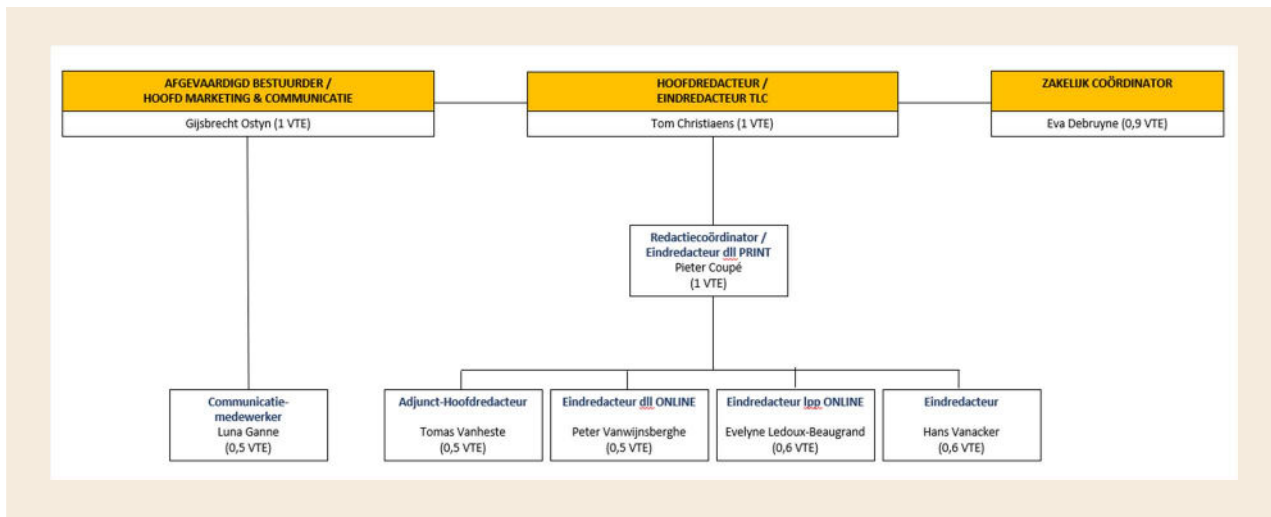 AFGEVAARDIGD BESTUURDER /
HOOFD MARKETING & COMMUNICATIE
Gijsbrecht Ostyn (1 VTE)
HOOFDREDACTEUR /
EINDREDACTEUR TLC
Tom Christiaens (1 VTE)
ZAKELIJK COÖRDINATOR
Eva Debruyne (0,9 VTE)
Redactiecoördinator /
Eindredacteur dll PRINT
Pieter Coupé
(1 VTE)
Communicatie-
medewerker
Luna Ganne
(0,5 VTE)
Adjunct-Hoofdredacteur
Tomas Vanheste
(0,5 VTE)
Eindredacteur dll ONLINE
Peter Vanwijnsberghe
(0,5 VTE)
Eindredacteur lpp ONLINE
Evelyne Ledoux-Beaugrand
(0,6 VTE)
Eindredacteur
Hans Vanacker
(0,6 VTE)